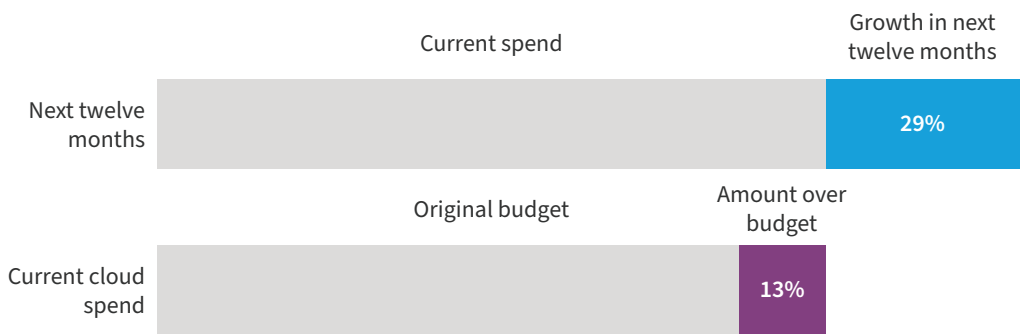 Current spend
Growth in next
twelve months
Next twelve
months
29%
Original budget
Amount over
budget
Current cloud
spend
13%